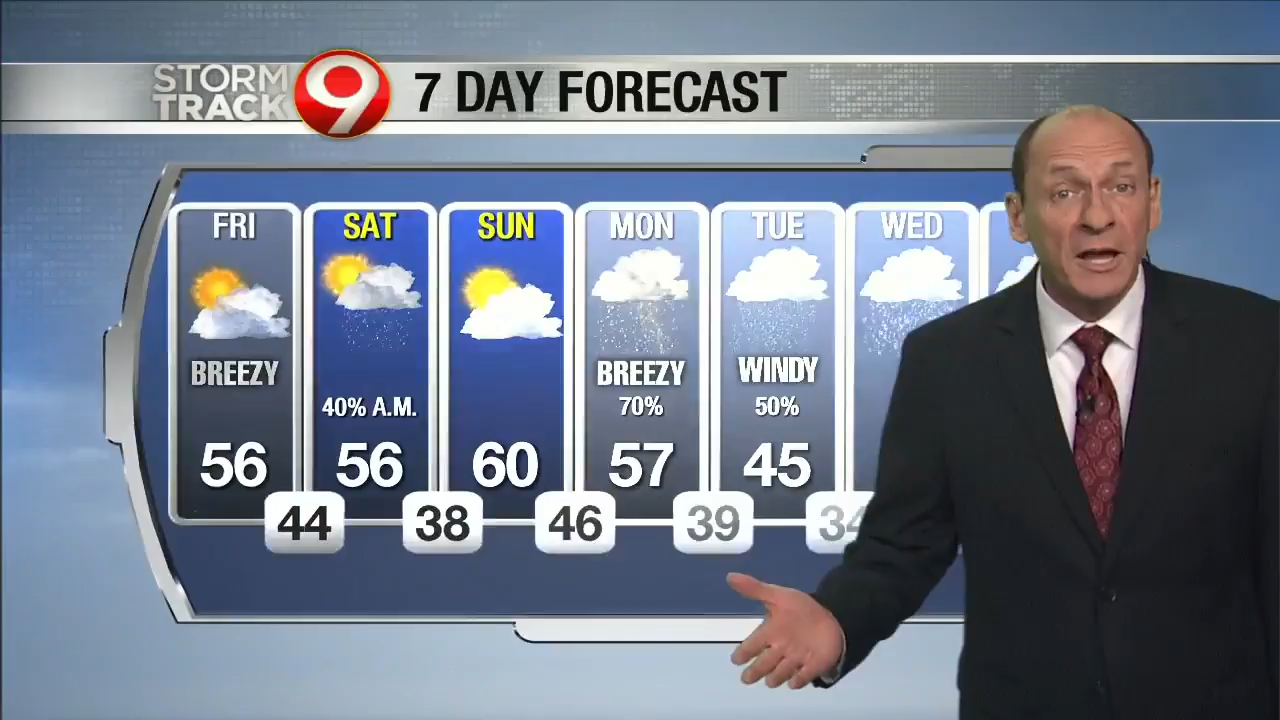 STORM
TRACK 9
7 DAY FORECAST
FRI
SAT
SUN
MON
TUE
WED
BREEZY
BREEZY
WINDY
40% A.M.
70%
50%
56
56
60
57
45
44
38
46
39
34